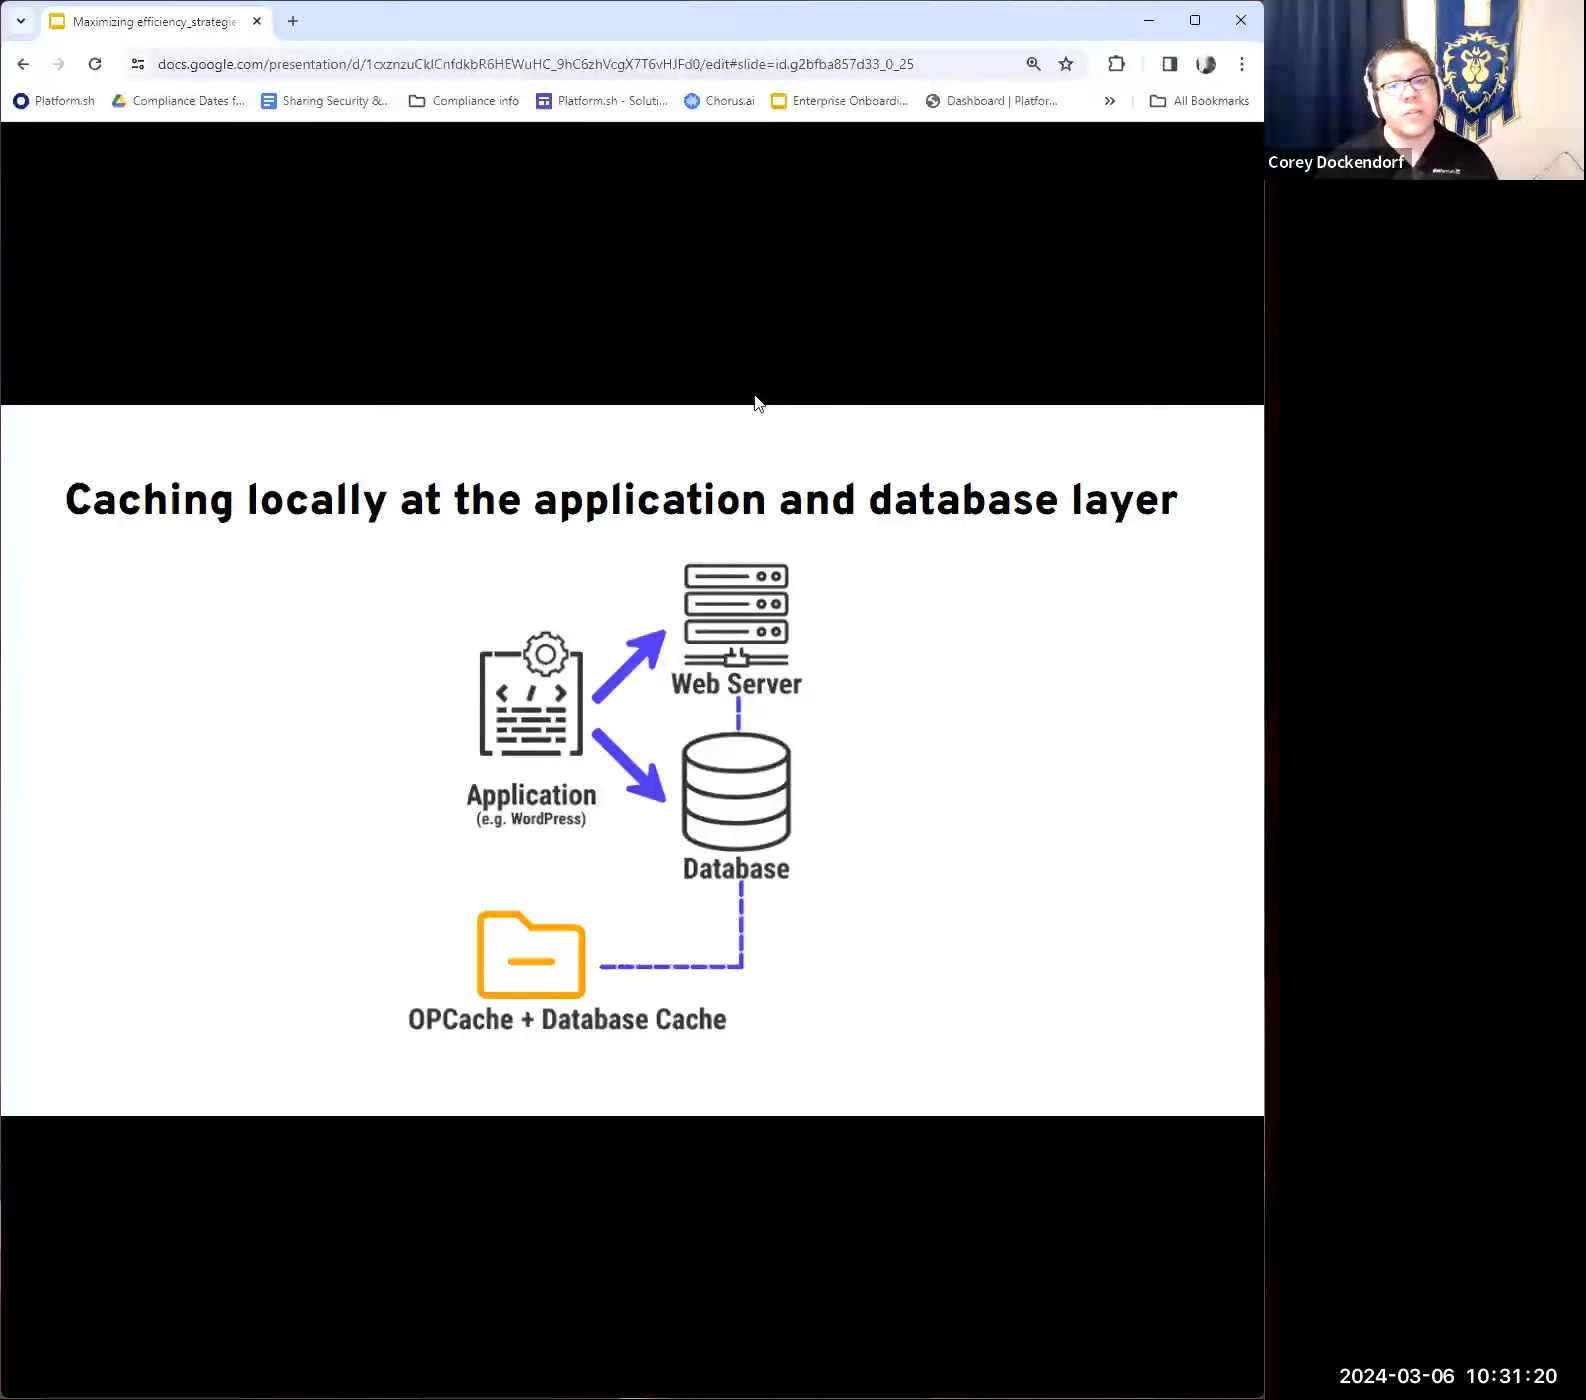 Maximizing efficiency_strategie
docs.google.com/presentation/d/1cxznzuCkICnfdkbR6HEWuHC_9hC6zhVcgX7T6vHJFd0/edit#slide=id.g2bfba857d33_0_25
Platform.sh
Compliance Dates f...
Sharing Security &...
Compliance info
Platform.sh - Soluti...
Chorus.ai
Enterprise Onboardi...
Dashboard | Platfor...
All Bookmarks
Corey Dockendorf
Caching locally at the application and database layer
Web Server
Application
(e.g. WordPress)
Database
OPCache + Database Cache
2024-03-06 10:31:20